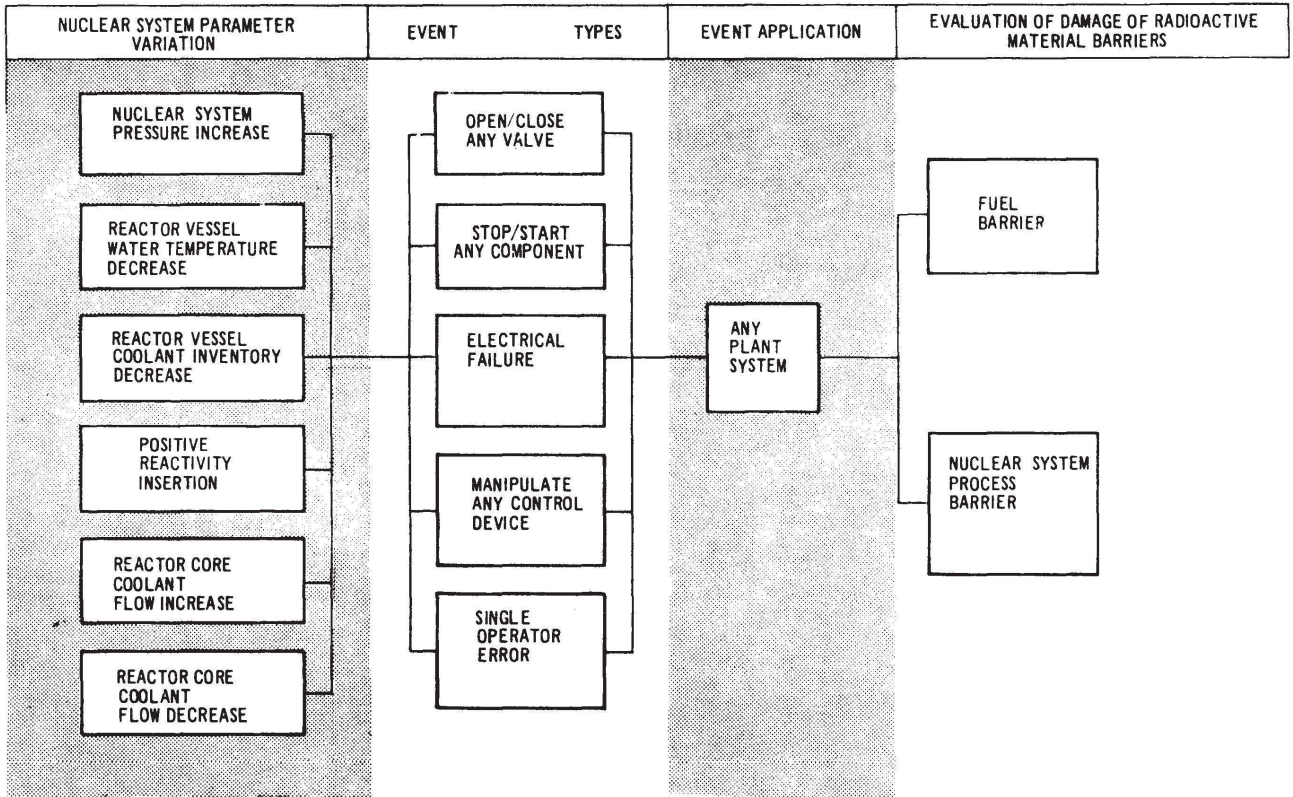 NUCLEAR SYSTEM PARAMETER
VARIATION
EVENT TYPES
EVENT APPLICATION
EVALUATION OF DAMAGE OF RADIOACTIVE
MATERIAL BARRIERS
NUCLEAR SYSTEM
PRESSURE INCREASE
REACTOR VESSEL
WATER TEMPERATURE
DECREASE
REACTOR VESSEL
COOLANT INVENTORY
DECREASE
POSITIVE
REACTIVITY
INSERTION
REACTOR CORE
COOLANT
FLOW INCREASE
REACTOR CORE
COOLANT
FLOW DECREASE
OPEN/CLOSE
ANY VALVE
STOP/START
ANY COMPONENT
ELECTRICAL
FAILURE
MANIPULATE
ANY CONTROL
DEVICE
SINGLE
OPERATOR
ERROR
ANY
PLANT
SYSTEM
FUEL
BARRIER
NUCLEAR SYSTEM
PROCESS
BARRIER